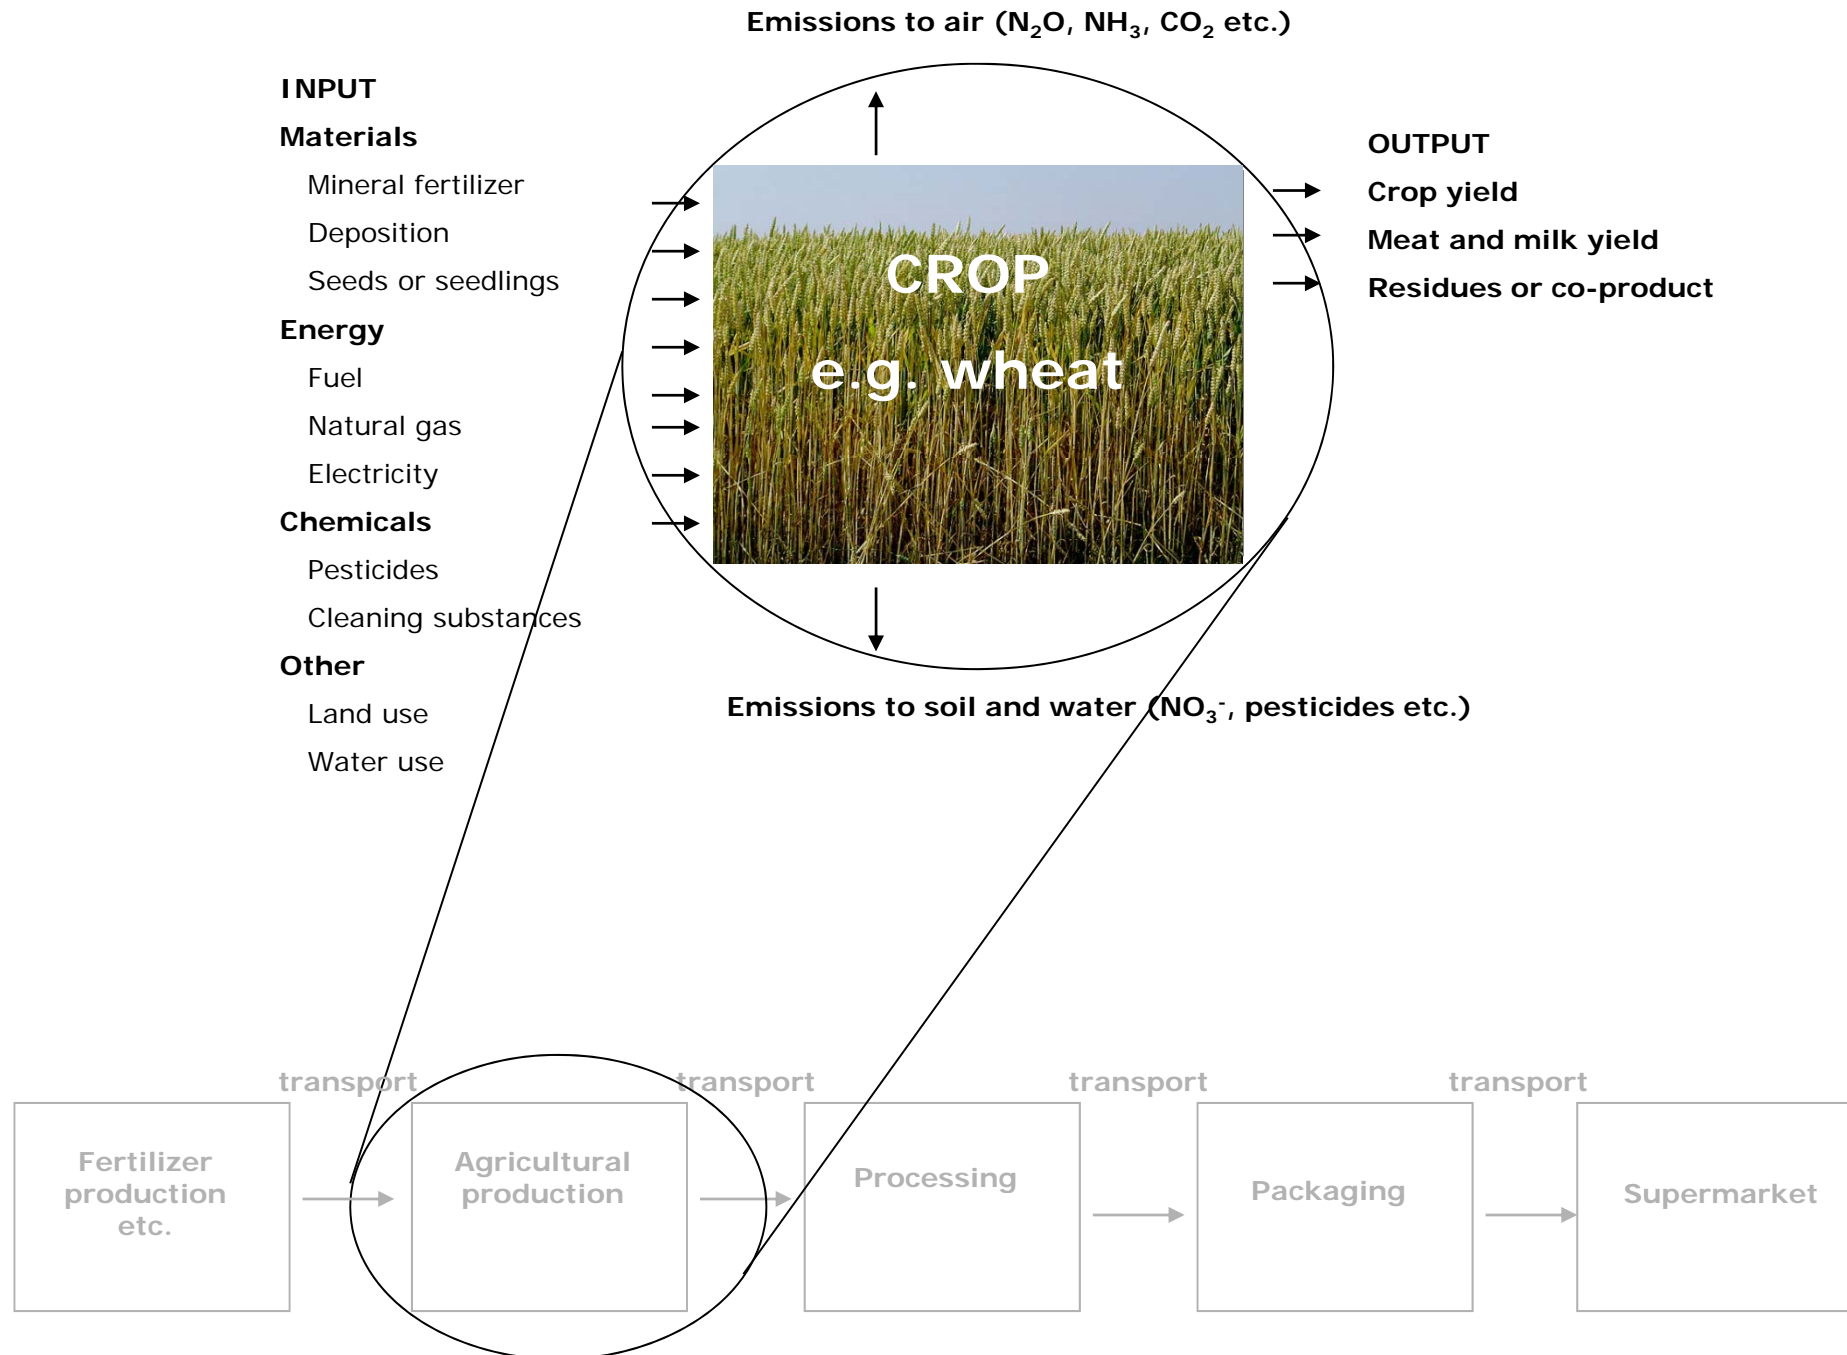 Emissions to air (N₂O, NH₃, CO₂ etc.)
INPUT
Materials
Mineral fertilizer
Deposition
Seeds or seedlings
Energy
Fuel
Natural gas
Electricity
Chemicals
Pesticides
Cleaning substances
Other
Land use
Water use
CROP
e.g. wheat
OUTPUT
Crop yield
Meat and milk yield
Residues or co-product
Emissions to soil and water (NO₃⁻, pesticides etc.)
transport
transport
transport
transport
Fertilizer
production
etc.
Agricultural
production
Processing
Packaging
Supermarket